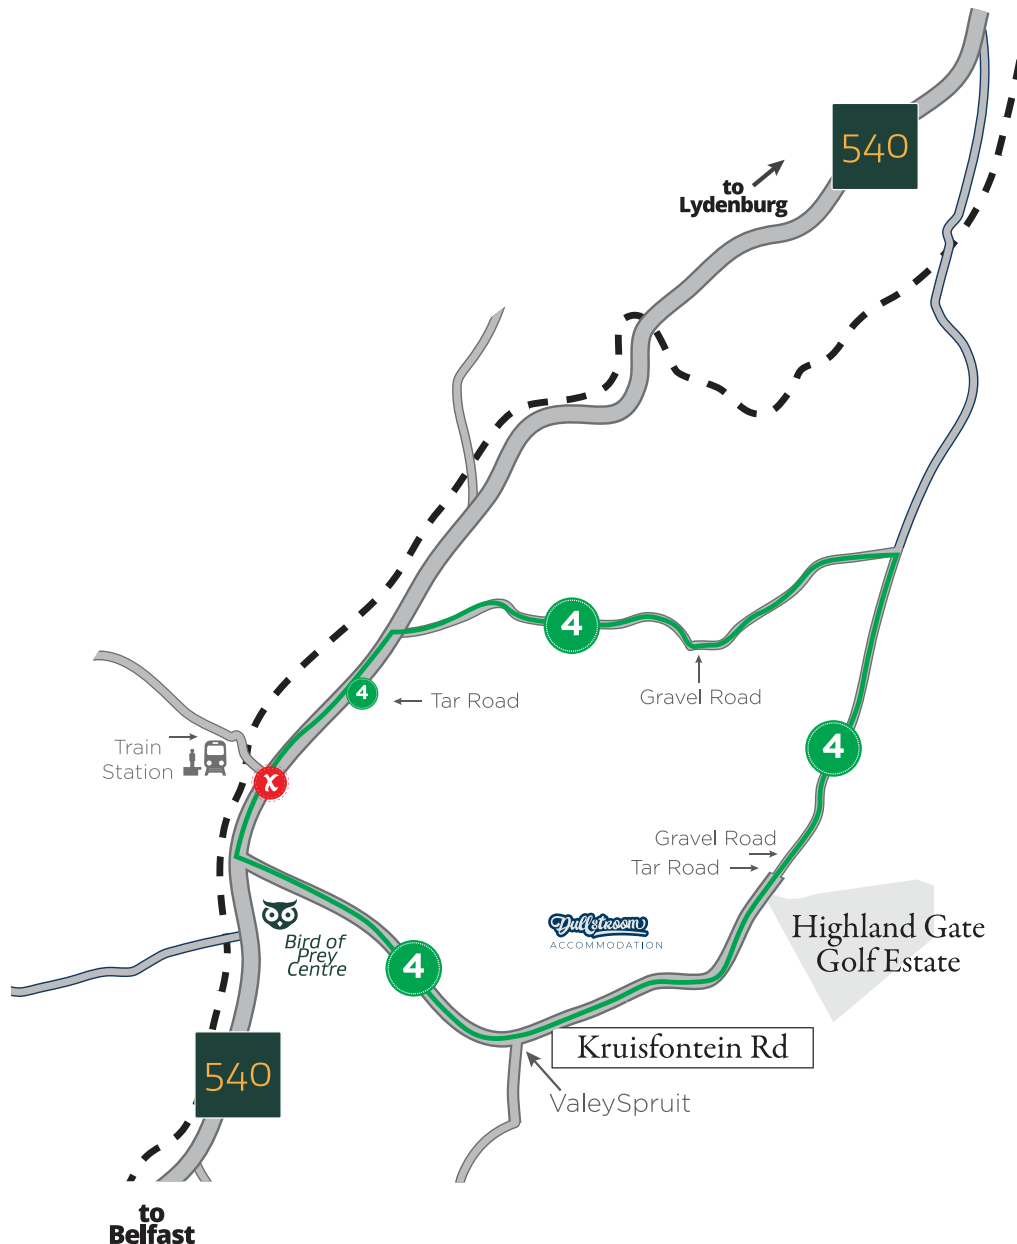 540
to
Lydenburg
4
4
Tar Road
Gravel Road
Train
Station
X
4
Gravel Road
Tar Road
Bird of
Prey
Centre
Dullstroom
ACCOMMODATION
Highland Gate
Golf Estate
4
Kruisfontein Rd
540
ValeySpruit
to
Belfast